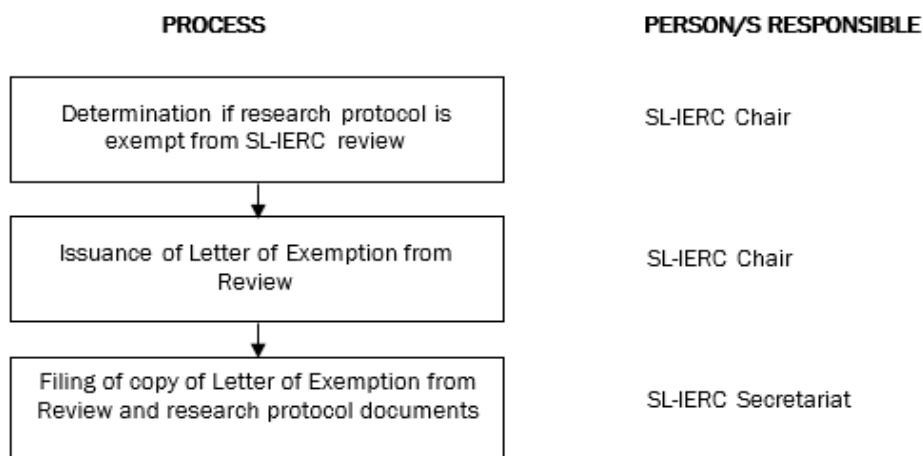 PROCESS
PERSON/S RESPONSIBLE
Determination if research protocol is
exempt from SL-IERC review
SL-IERC Chair
Issuance of Letter of Exemption from
Review
SL-IERC Chair
Filing of copy of Letter of Exemption from
Review and research protocol documents
SL-IERC Secretariat